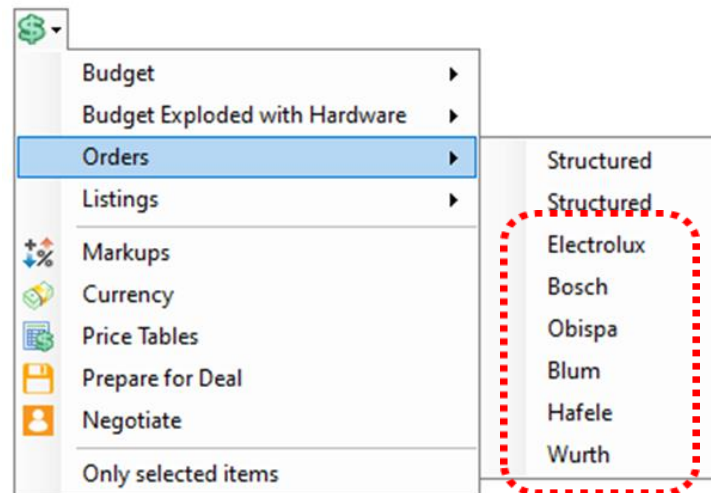 Budget
Budget Exploded with Hardware
Orders
Listings
Markups
Currency
Price Tables
Prepare for Deal
Negotiate
Only selected items
Structured
Structured
Electrolux
Bosch
Obispa
Blum
Hafele
Wurth